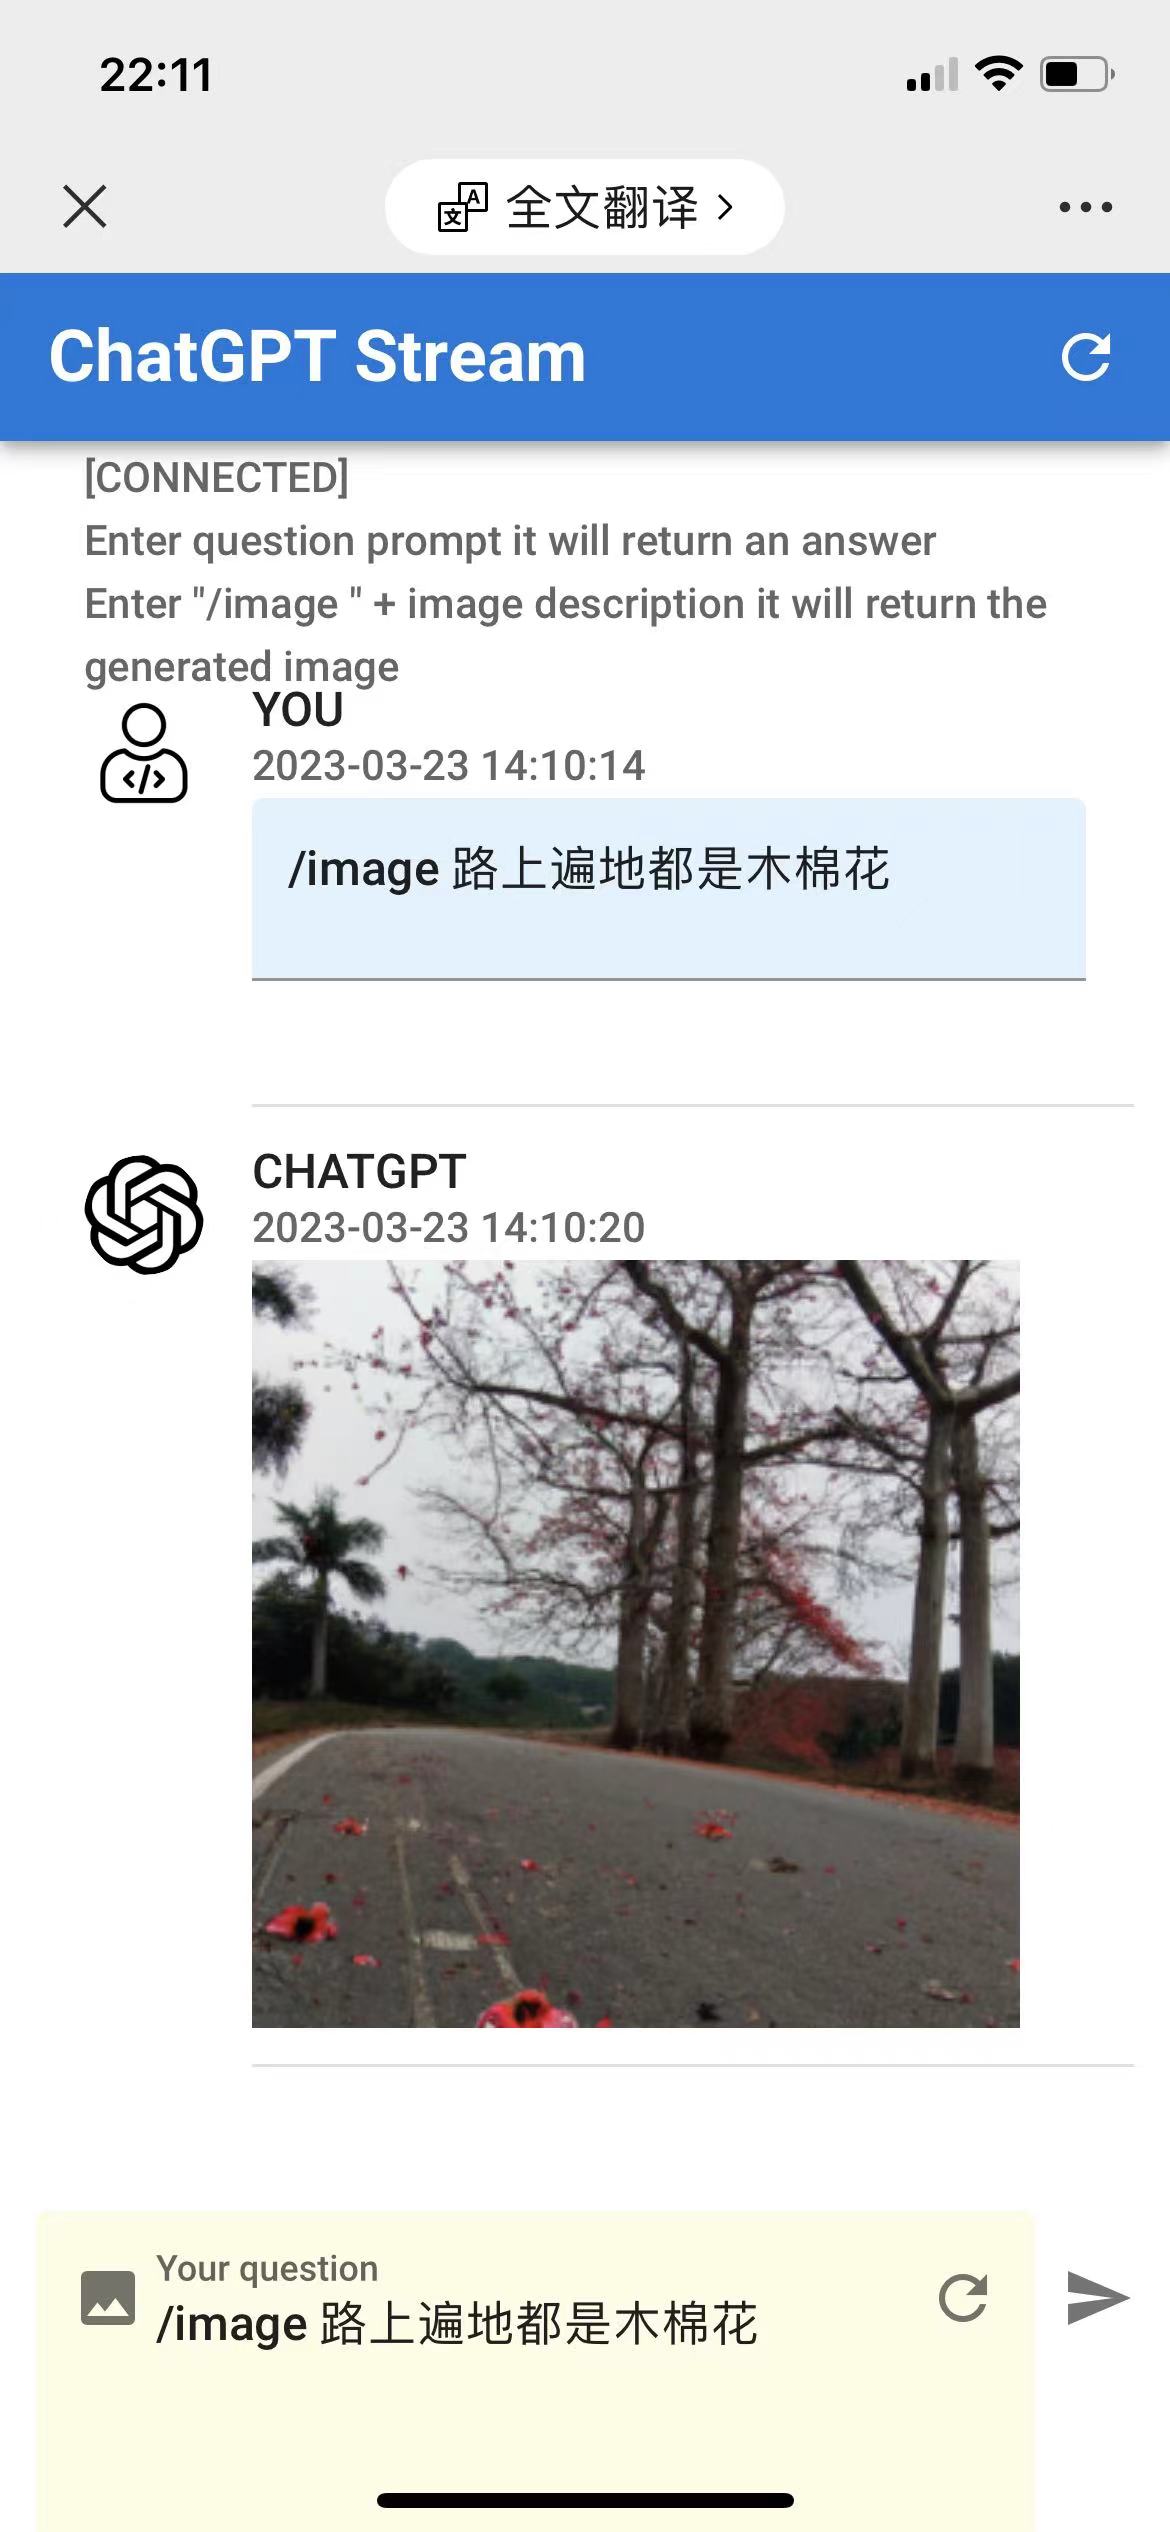 22:11
全文翻译
ChatGPT Stream
[CONNECTED]
Enter question prompt it will return an answer
Enter "/image " + image description it will return the
generated image
YOU
2023-03-23 14:10:14
/image 路上遍地都是木棉花
CHATGPT
2023-03-23 14:10:20
Your question
/image 路上遍地都是木棉花